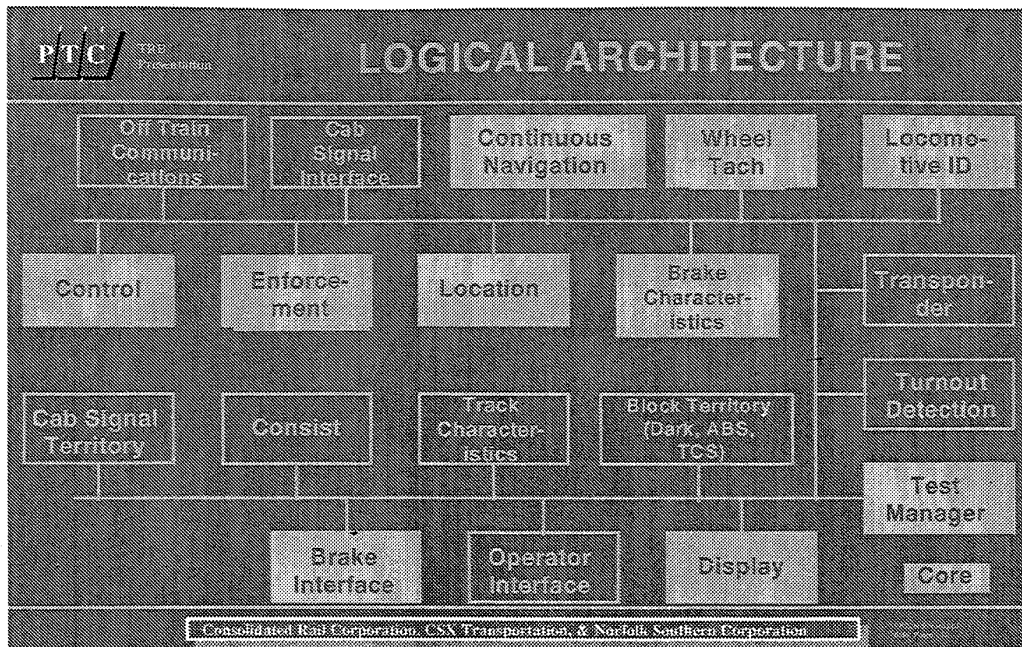 PTC
TRB
Presentation
LOGICAL ARCHITECTURE
Off Train
Communi-
cations
Cab
Signal
Interface
Continuous
Navigation
Wheel
Tach
Locomo-
tive ID
Control
Enforce-
ment
Location
Brake
Character-
istics
Transpon-
der
Turnout
Detection
Cab Signal
Territory
Consist
Track
Character-
istics
Block Territory
(Dark, ABS,
TCS)
Test
Manager
Brake
Interface
Operator
Interface
Display
Core
Consolidated Rail Corporation, CSX Transportation, & Norfolk Southern Corporation